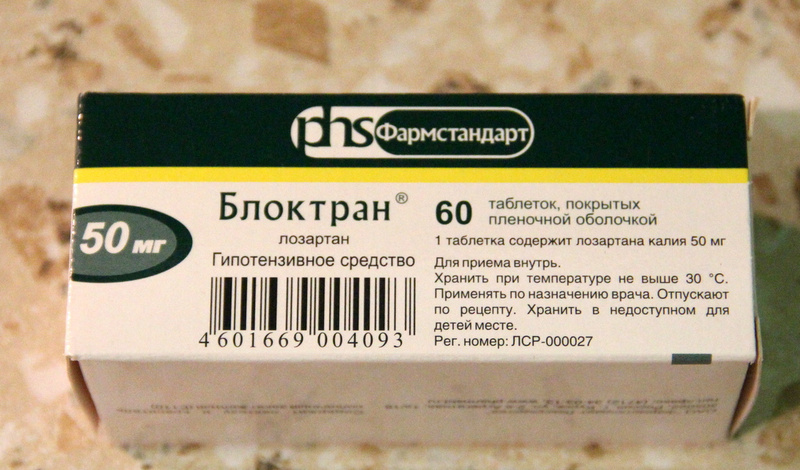 phs Фармстандарт
50 мг
Блоктран®
лозартан
Гипотензивное средство
4 601669 004093
60 таблеток, покрытых
пленочной оболочкой
1 таблетка содержит лозартана калия 50 мг
Для приема внутрь.
Хранить при температуре не выше 30 °С.
Применять по назначению врача. Отпускают
по рецепту. Хранить в недоступном для
детей месте.
Рег. номер: ЛСР-000027